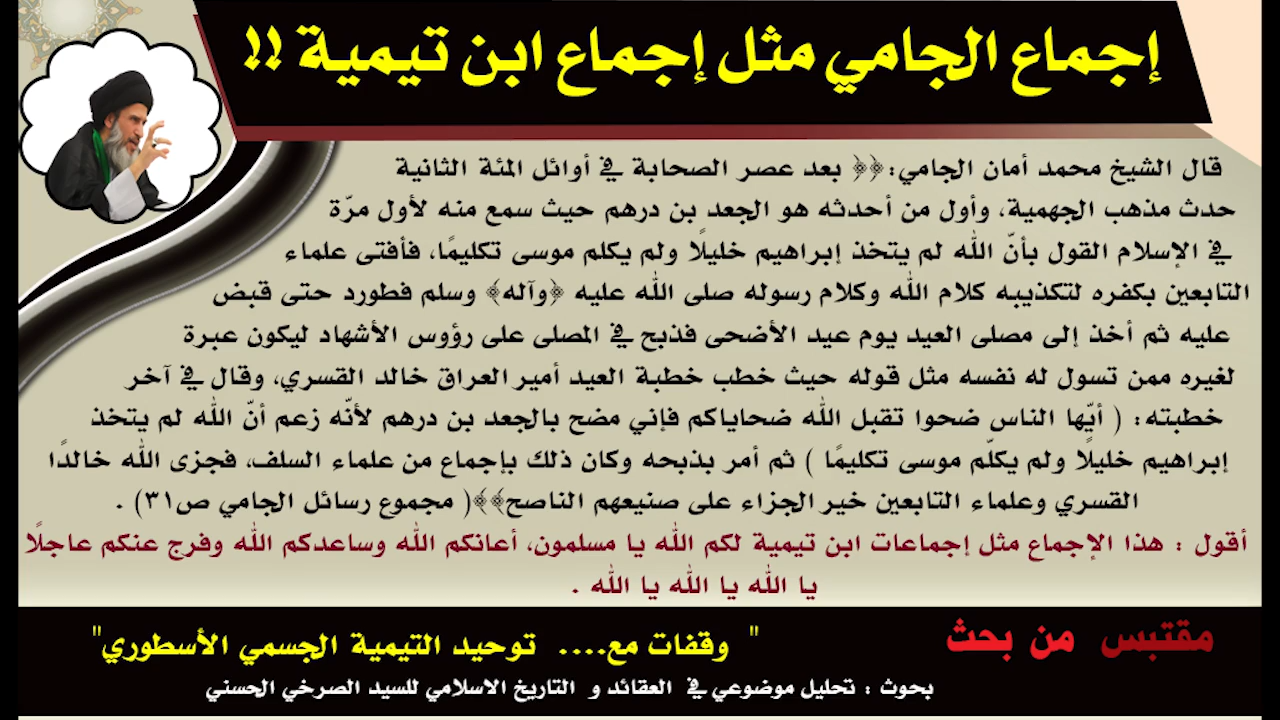 إجماع الجامي مثل إجماع ابن تيمية !!
قال الشيخ محمد أمان الجامي:﴿﴿ بعد عصر الصحابة في أوائل المئة الثانية
حدث مذهب الجهمية، وأول من أحدثه هو الجعد بن درهم حيث سمع منه لأول مرّة
في الإسلام القول بأنّ الله لم يتخذ إبراهيم خليلًا ولم يكلم موسى تكليمًا، فأفتى علماء
التابعين بكفره لتكذيبه كلام الله وكلام رسوله صلى الله عليه ﴿وآله﴾ وسلم فطورد حتى قبض
عليه ثم أخذ إلى مصلى العيد يوم عيد الأضحى فذبح في المصلى على رؤوس الأشهاد ليكون عبرة
لغيره ممن تسول له نفسه مثل قوله حيث خطب خطبة العيد أمير العراق خالد القسري، وقال في آخر
خطبته: ( أيّها الناس ضحوا تقبل الله ضحاياكم فإني مضح بالجعد بن درهم لأنّه زعم أنّ الله لم يتخذ
إبراهيم خليلًا ولم يكلّم موسى تكليمًا ) ثم أمر بذبحه وكان ذلك بإجماع من علماء السلف، فجزى الله خالدًا
القسري وعلماء التابعين خير الجزاء على صنيعهم الناصح﴾﴾( مجموع رسائل الجامي ص٣١) .
أقول : هذا الإجماع مثل إجماعات ابن تيمية لكم الله يا مسلمون، أعانكم الله وساعدكم الله وفرج عنكم عاجلًا
يا الله يا الله يا الله .
مقتبس من بحث
" وقفات مع.... توحيد التيمية الجسمي الأسطوري"
بحوث : تحليل موضوعي في العقائد و التاريخ الاسلامي للسيد الصرخي الحسني